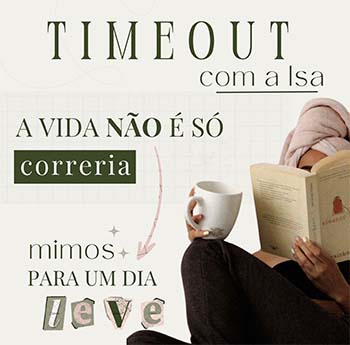 TIMEOUT
com a Isa
A VIDA NÃO É SÓ
correria
mimos
PARA UM DIA
leve